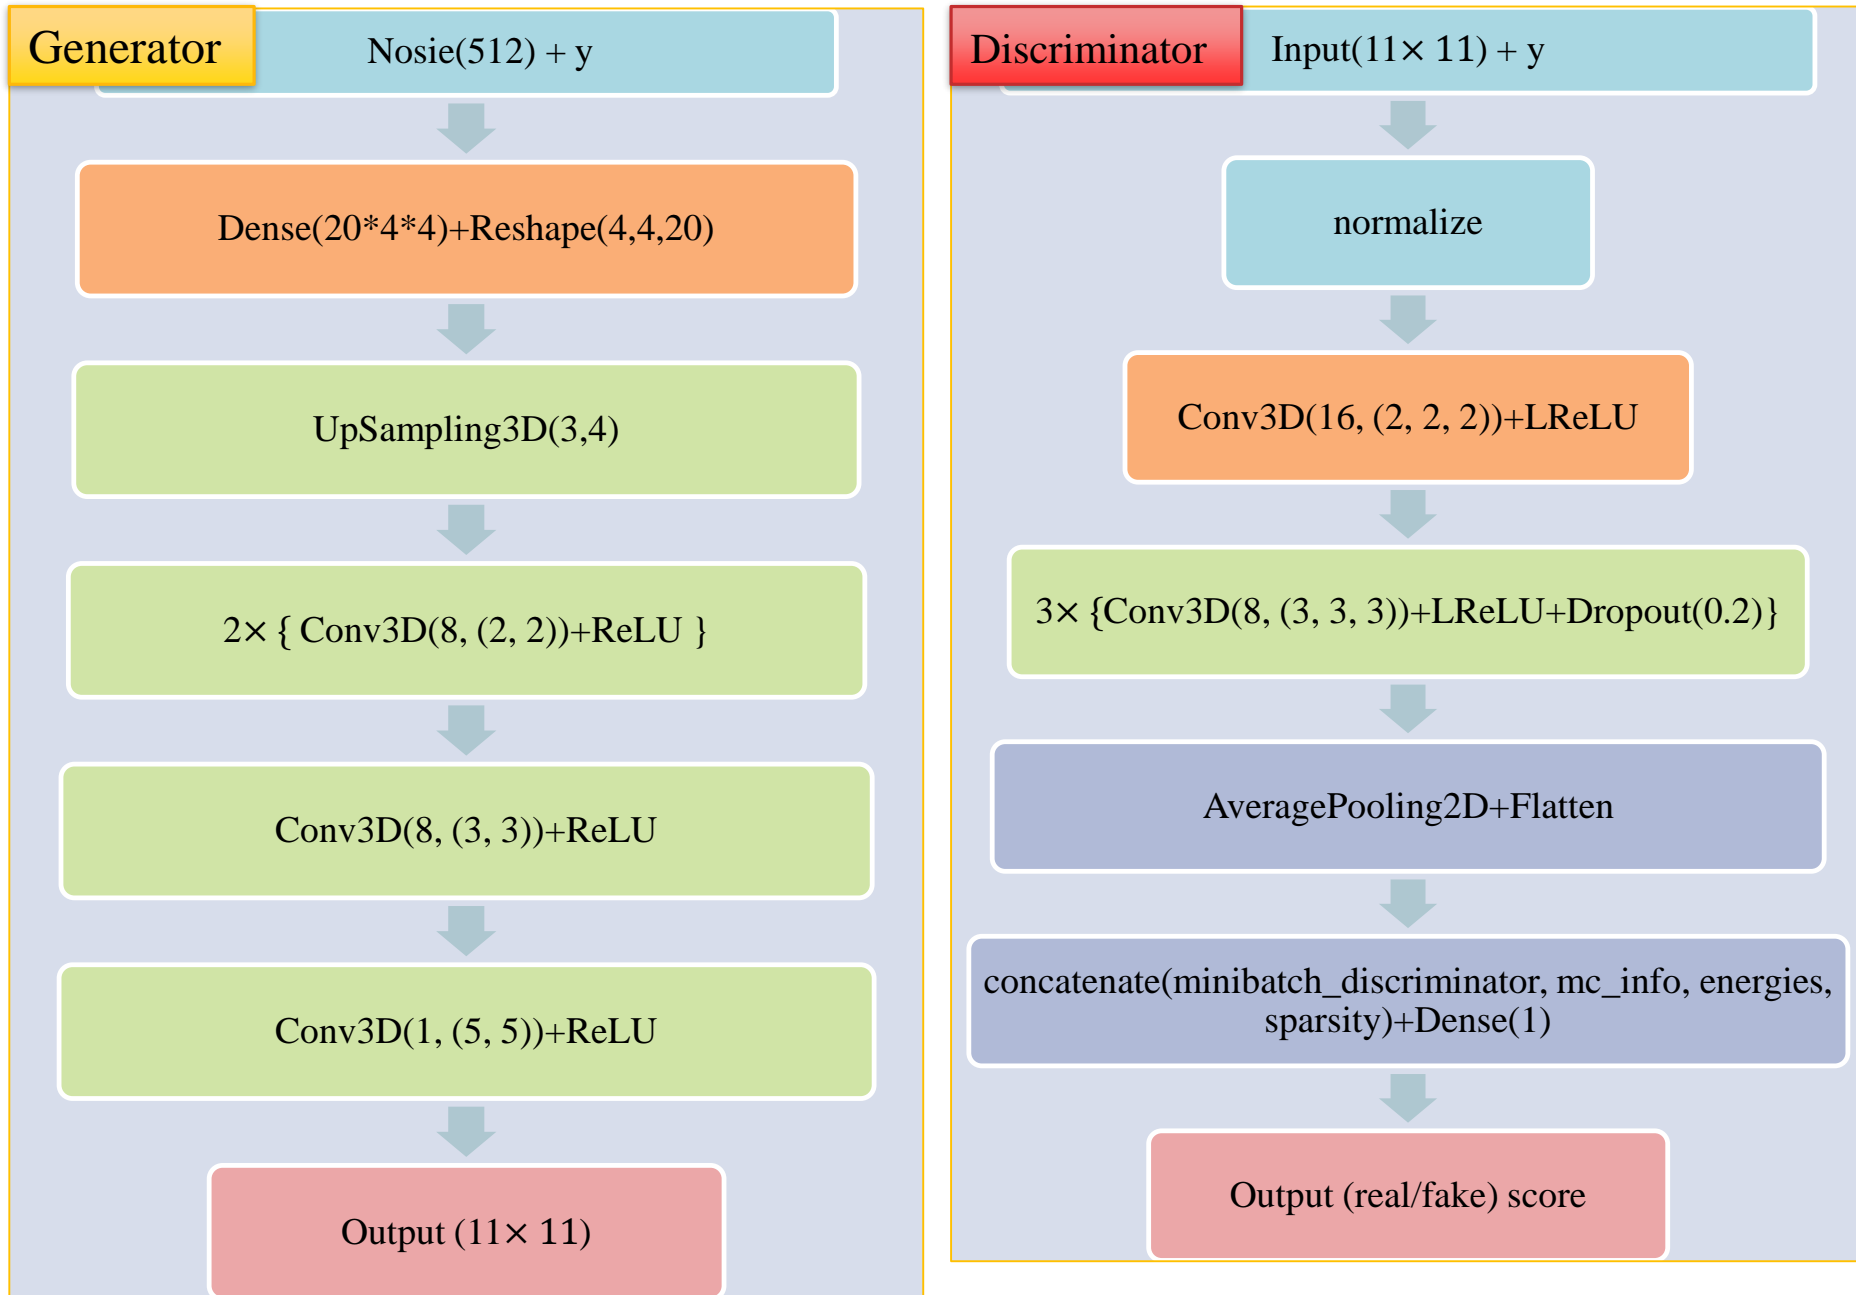 Generator
Nosie(512) + y
Dense(20*4*4)+Reshape(4,4,20)
UpSampling3D(3,4)
2× { Conv3D(8, (2, 2))+ReLU }
Conv3D(8, (3, 3))+ReLU
Conv3D(1, (5, 5))+ReLU
Output (11× 11)
Discriminator
Input(11× 11) + y
normalize
Conv3D(16, (2, 2, 2))+LReLU
3× {Conv3D(8, (3, 3, 3))+LReLU+Dropout(0.2)}
AveragePooling2D+Flatten
concatenate(minibatch_discriminator, mc_info, energies,
sparsity)+Dense(1)
Output (real/fake) score